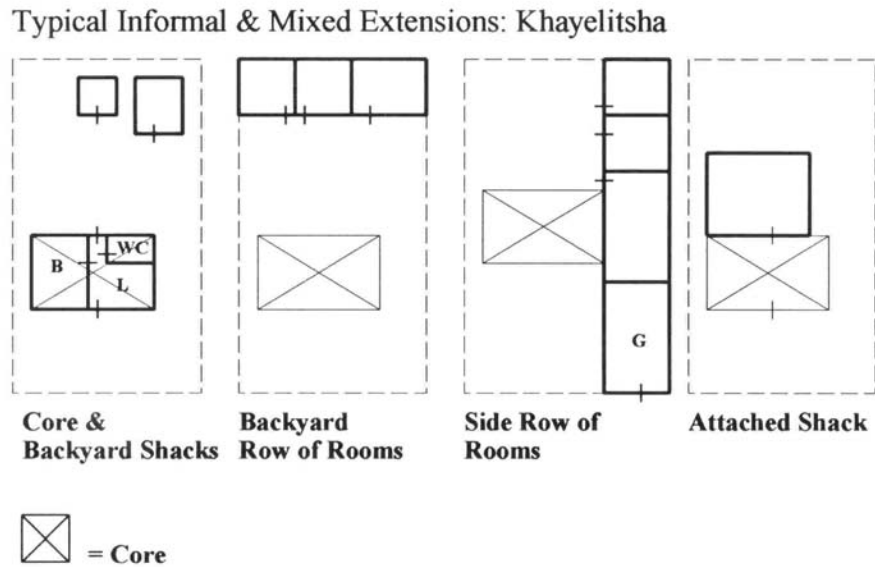 Typical Informal & Mixed Extensions: Khayelitsha
B
WC
L
G
Core &
Backyard Shacks
Backyard
Row of Rooms
Side Row of
Rooms
Attached Shack
= Core